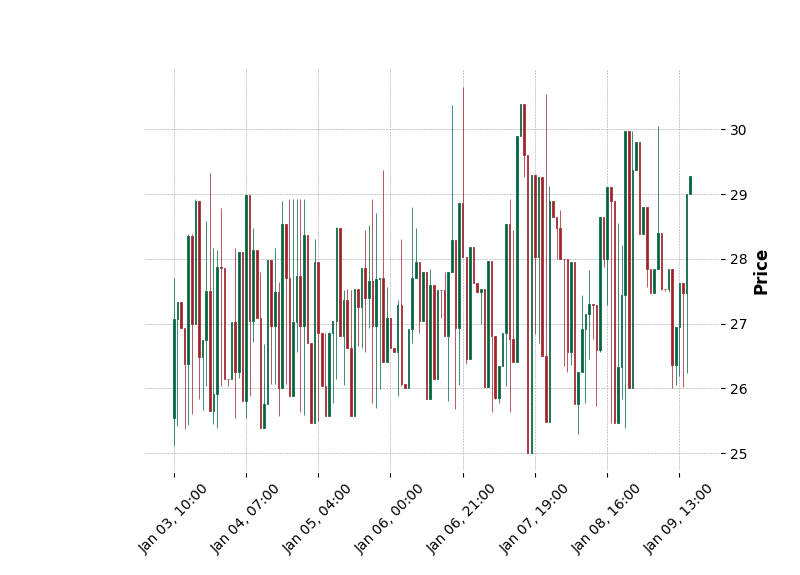 30
29
28
27
26
25
Price
Jan 03, 10:00
Jan 04, 07:00
Jan 05, 04:00
Jan 06, 00:00
Jan 06, 21:00
Jan 07, 19:00
Jan 08, 16:00
Jan 09, 13:00